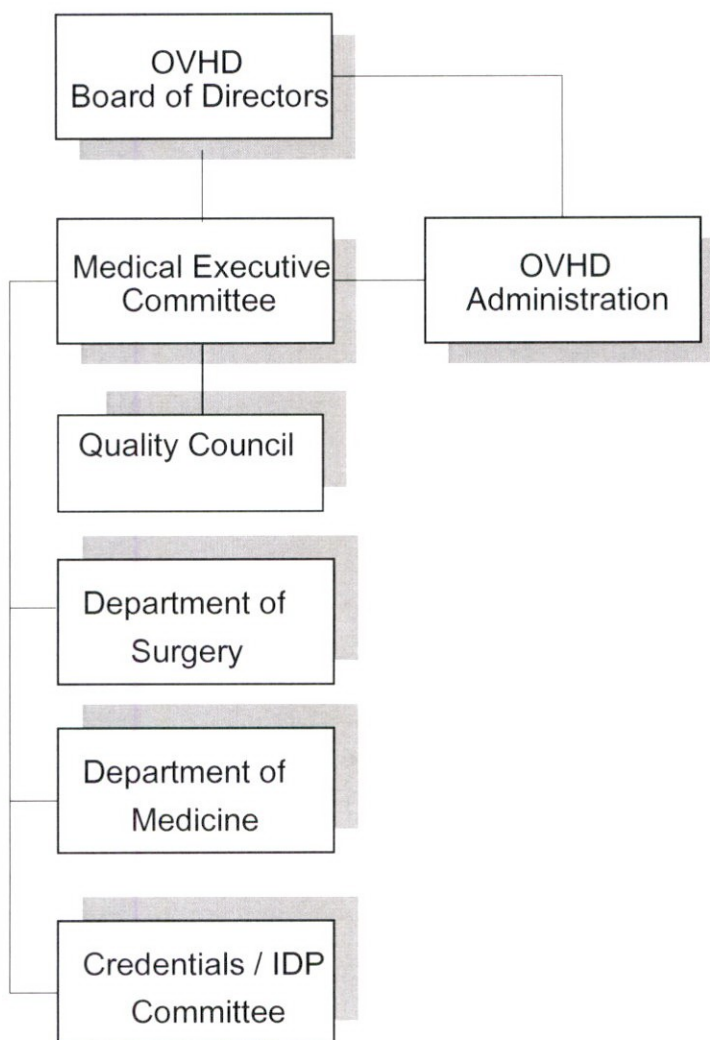 OVHD
Board of Directors
Medical Executive
Committee
OVHD
Administration
Quality Council
Department of
Surgery
Department of
Medicine
Credentials / IDP
Committee